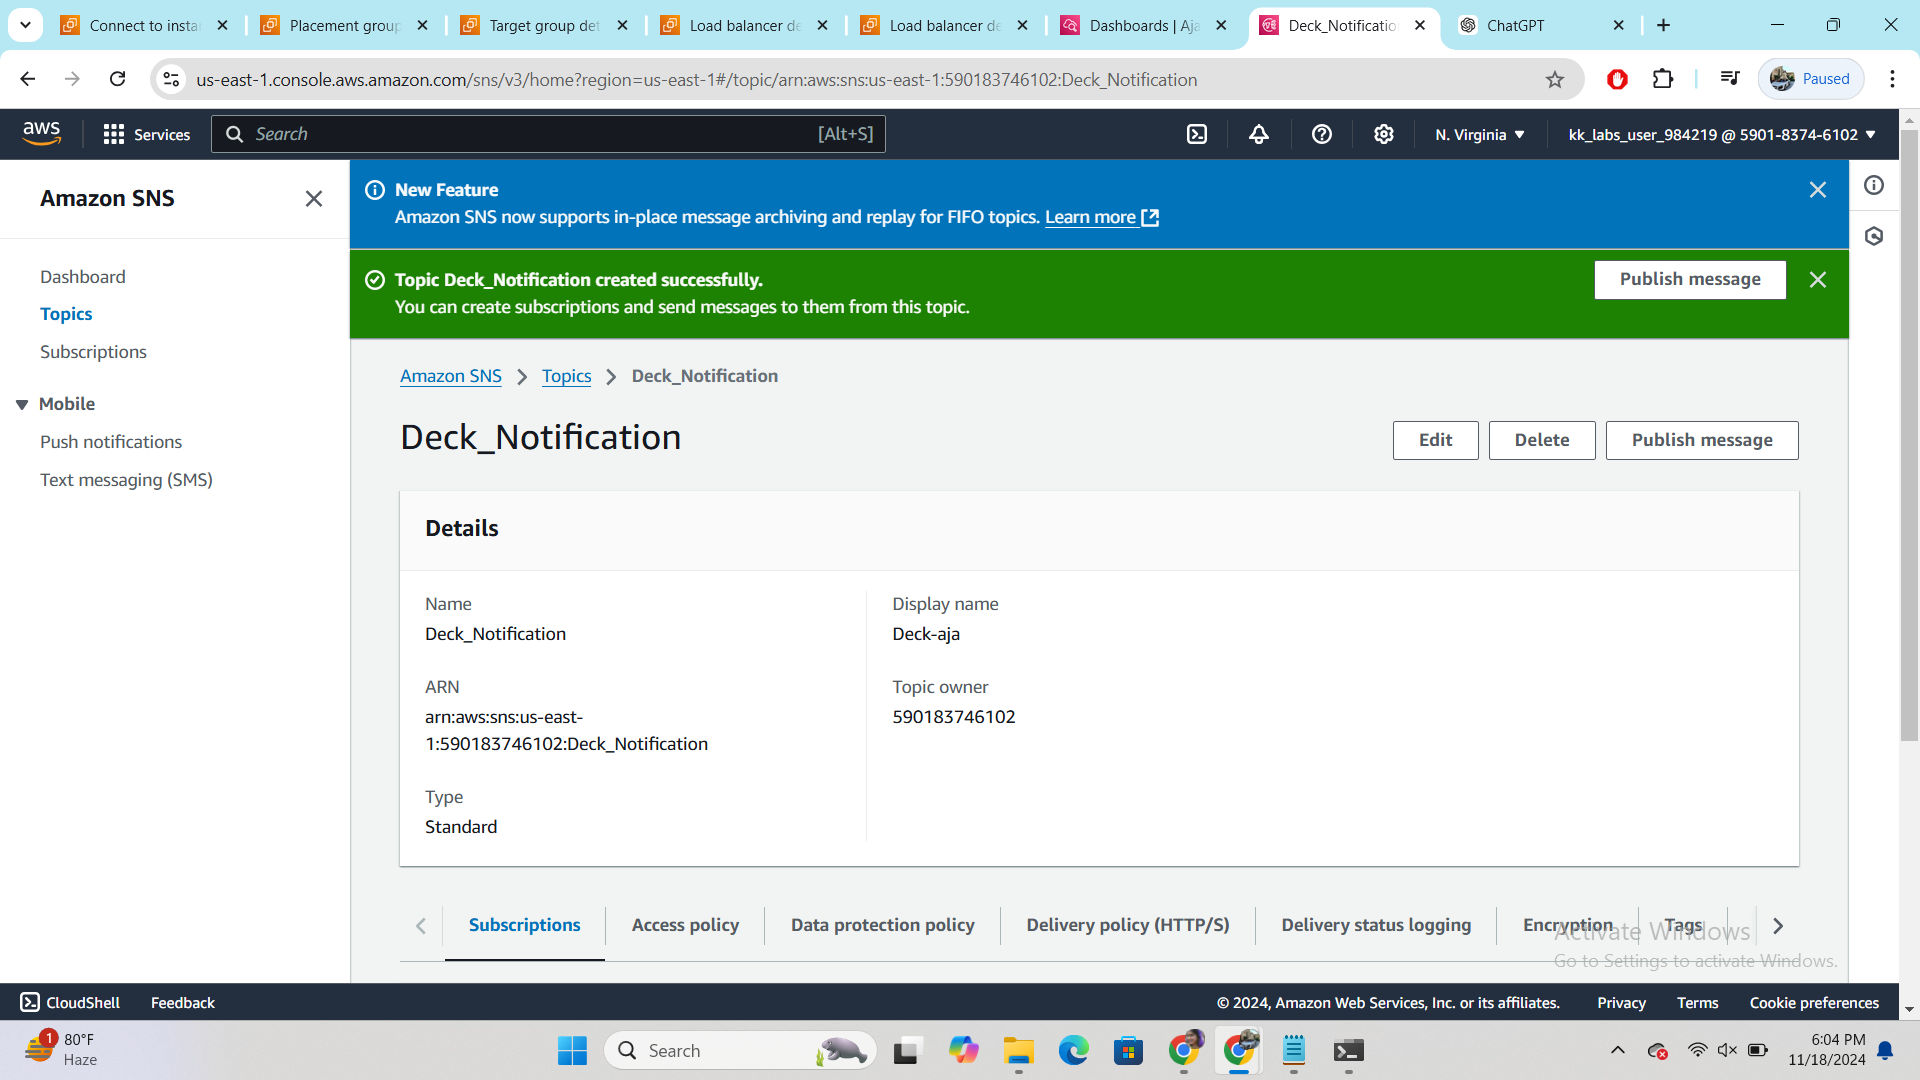 Connect to insta
Placement group
Target group det
Load balancer de
Load balancer de
Dashboards | Aja
Deck_Notificatio
ChatGPT
us-east-1.console.aws.amazon.com/sns/v3/home?region=us-east-1#/topic/arn:aws:sns:us-east-1:590183746102:Deck_Notification
Paused
aws
Services
Search
[Alt+S]
N. Virginia
kk_labs_user_984219 @ 5901-8374-6102
Amazon SNS
Dashboard
Topics
Subscriptions
Mobile
Push notifications
Text messaging (SMS)
New Feature
Amazon SNS now supports in-place message archiving and replay for FIFO topics. Learn more
Topic Deck_Notification created successfully.
You can create subscriptions and send messages to them from this topic.
Publish message
Amazon SNS
Topics
Deck_Notification
Deck_Notification
Edit
Delete
Publish message
Details
Name
Deck_Notification
ARN
arn:aws:sns:us-east-
1:590183746102:Deck_Notification
Type
Standard
Display name
Deck-aja
Topic owner
590183746102
Subscriptions
Access policy
Data protection policy
Delivery policy (HTTP/S)
Delivery status logging
Encryption
Tags
Activate Windows
Go to Settings to activate Windows.
CloudShell
Feedback
© 2024, Amazon Web Services, Inc. or its affiliates.
Privacy
Terms
Cookie preferences
1
80°F
Haze
Search
6:04 PM
11/18/2024